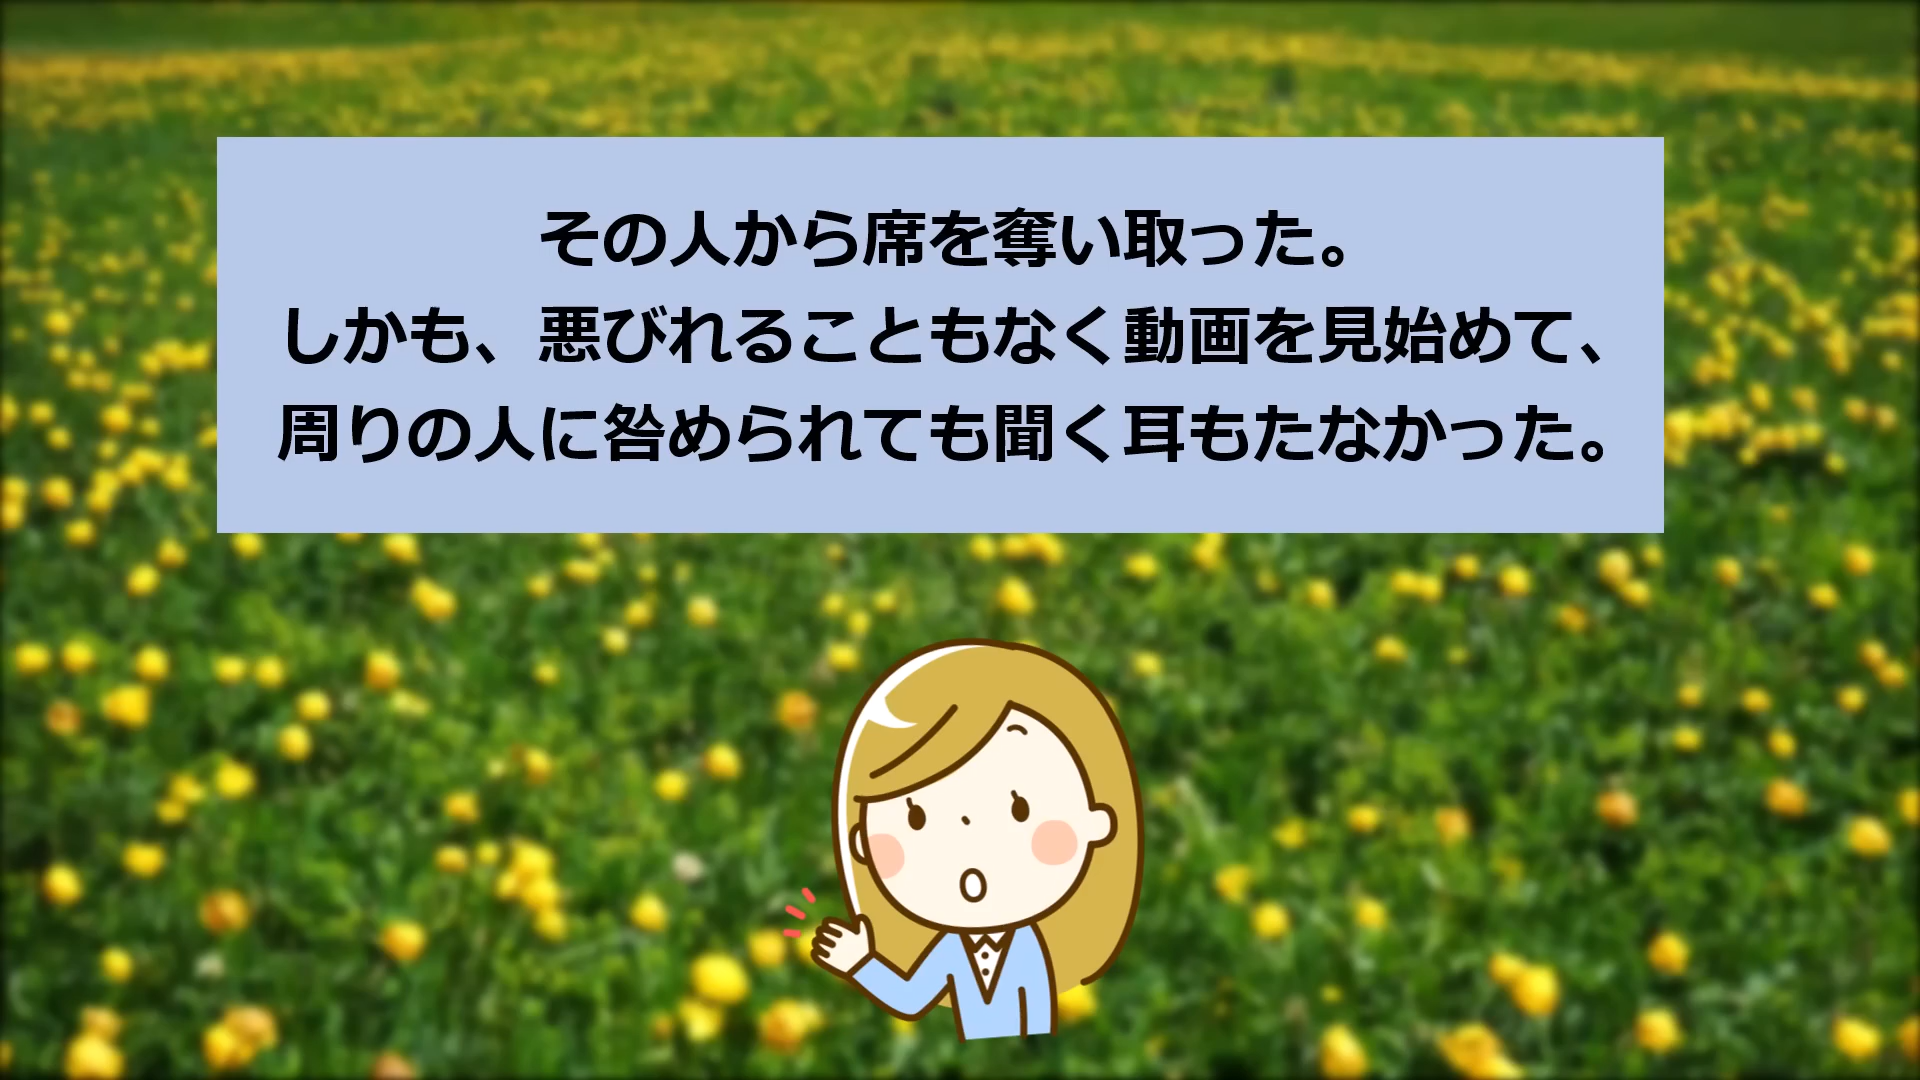 その人から席を奪い取った。
しかも、悪びれることもなく動画を見始めて、
周りの人に咎められても聞く耳もたなかった。